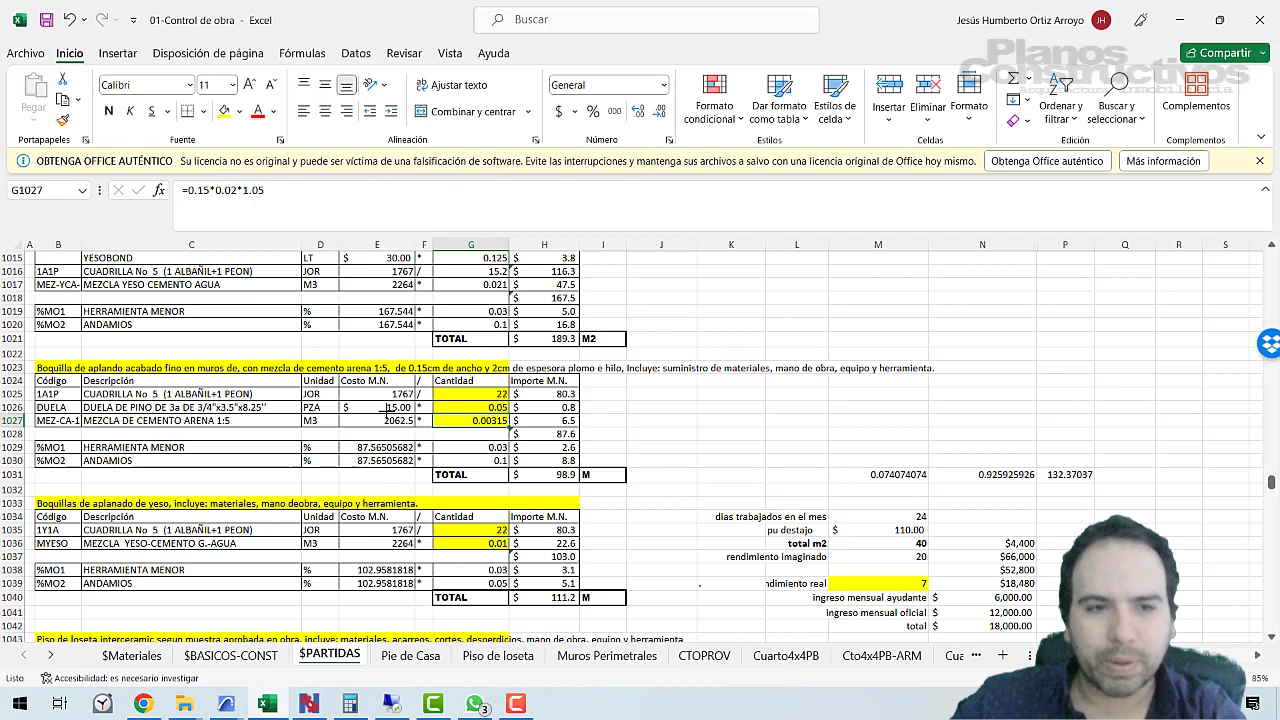 01-Control de obra - Excel
Buscar
Jesús Humberto Ortiz Arroyo JH
Archivo Inicio Insertar Disposición de página Fórmulas Datos Revisar Vista Ayuda
Compartir
Planos Constructivos
Pegar
Calibri 11
Ajustar texto
General
N K S
Combinar y centrar
$ % 000
Formato condicional Dar formato como tabla Estilos de celda
Insertar Eliminar Formato
Ordenar y filtrar Buscar y seleccionar
Complementos
Portapapeles Fuente Alineación Número Estilos Celdas Edición Complementos
OBTENGA OFFICE AUTÉNTICO Su licencia no es original y puede ser víctima de una falsificación de software. Evite las interrupciones y mantenga sus archivos a salvo con una licencia original de Office hoy mismo. Obtenga Office auténtico Más información
G1027 fx =0.15*0.02*1.05
A B C D E F G H I J K L M N P Q R S
1015 YESOBOND LT $ 30.00 * 0.125 $ 3.8
1016 1A1P CUADRILLA No 5 (1 ALBAÑIL+1 PEON) JOR 1767 / 15.2 $ 116.3
1017 MEZ-YCA- MEZCLA YESO CEMENTO AGUA M3 2264 * 0.021 $ 47.5
1018 $ 167.5
1019 %MO1 HERRAMIENTA MENOR % 167.544 * 0.03 $ 5.0
1020 %MO2 ANDAMIOS % 167.544 * 0.1 $ 16.8
1021 TOTAL $ 189.3 M2
1022
1023 Boquilla de aplando acabado fino en muros de, con mezcla de cemento arena 1:5, de 0.15cm de ancho y 2cm de espesora plomo e hilo, Incluye: suministro de materiales, mano de obra, equipo y herramienta.
1024 Código Descripción Unidad Costo M.N. / Cantidad Importe M.N.
1025 1A1P CUADRILLA No 5 (1 ALBAÑIL+1 PEON) JOR 1767 / 22 $ 80.3
1026 DUELA DUELA DE PINO DE 3a DE 3/4"x3.5"x8.25" PZA $ 15.00 * 0.05 $ 0.8
1027 MEZ-CA-1 MEZCLA DE CEMENTO ARENA 1:5 M3 2062.5 * 0.00315 $ 6.5
1028 $ 87.6
1029 %MO1 HERRAMIENTA MENOR % 87.56505682 * 0.03 $ 2.6
1030 %MO2 ANDAMIOS % 87.56505682 * 0.1 $ 8.8
1031 TOTAL $ 98.9 M 0.074074074 0.925925926 132.37037
1032
1033 Boquillas de aplanado de yeso, incluye: materiales, mano deobra, equipo y herramienta.
1034 Código Descripción Unidad Costo M.N. / Cantidad Importe M.N. dias trabajados en el mes 24
1035 1Y1A CUADRILLA No 5 (1 ALBAÑIL+1 PEON) JOR 1767 / 22 $ 80.3 pu destajo $ 110.00
1036 MYESO MEZCLA YESO-CEMENTO G.-AGUA M3 2264 * 0.01 $ 22.6 total m2 40 $4,400
1037 $ 103.0 rendimiento imaginado 20 $66,000
1038 %MO1 HERRAMIENTA MENOR % 102.9581818 * 0.03 $ 3.1 $52,800
1039 %MO2 ANDAMIOS % 102.9581818 * 0.05 $ 5.1 . ndimiento real 7 $18,480
1040 TOTAL $ 111.2 M ingreso mensual ayudante $ 6,000.00
1041 Ingreso mensual oficial $ 12,000.00
1042 total $ 18,000.00
1043 Piso de loseta interceramic segun muestra aprobada en obra, incluye: materiales, acarreos, cortes, desperdicios, mano de obra, equipo y herramienta
$Materiales $BASICOS-CONST $PARTIDAS Pie de Casa Piso de loseta Muros Perimetrales CTOPROV Cuarto4x4PB Cto4x4PB-ARM Cua
Listo Accesibilidad: es necesario investigar 85%
3